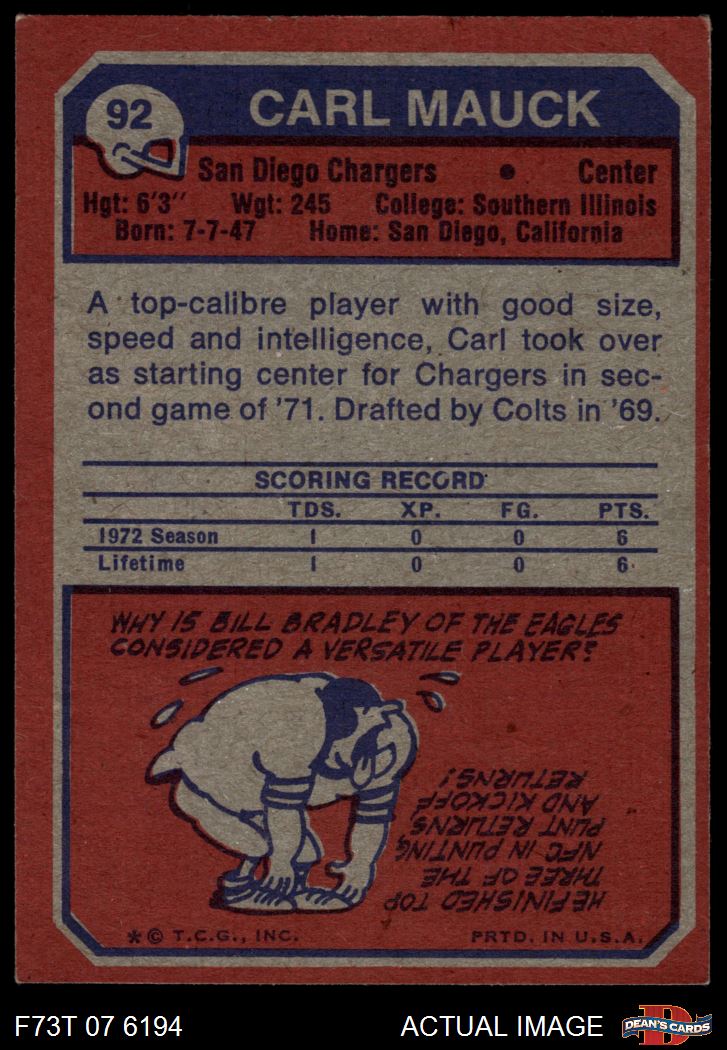 92
CARL MAUCK
San Diego Chargers • Center
Hgt: 6'3" Wgt: 245 College: Southern Illinois
Born: 7-7-47 Home: San Diego, California
A top-calibre player with good size,
speed and intelligence, Carl took over
as starting center for Chargers in sec-
ond game of '71. Drafted by Colts in '69.
SCORING RECORD
TDS. XP. FG. PTS.
1972 Season 1 0 0 6
Lifetime 1 0 0 6
WHY IS BILL BRADLEY OF THE EAGLES
CONSIDERED A VERSATILE PLAYER?
HE FINISHED TOP
THREE OF THE
NFC IN PUNTING,
PUNT RETURNS
AND KICKOFF
RETURNS!
* © T.C.G., INC. PRTD. IN U.S.A.
F73T 07 6194 ACTUAL IMAGE D DEAN'S CARDS